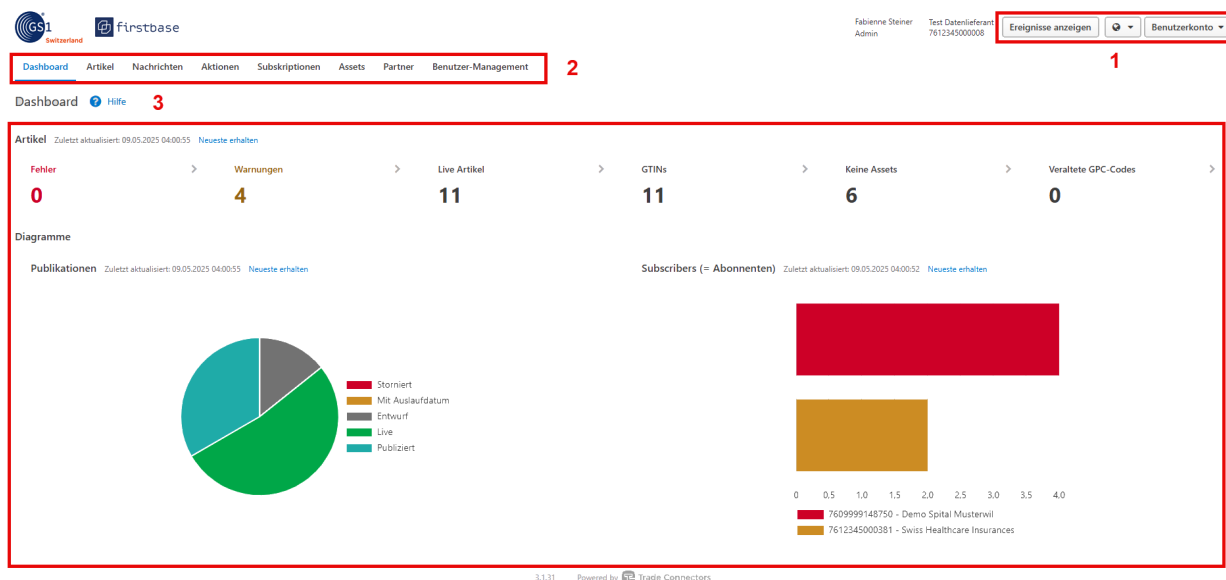 GS1
Switzerland
firstbase
Fabienne Steiner
Admin
Test Datenlieferant
7612345000008
Ereignisse anzeigen
Benutzerkonto
1
Dashboard Artikel Nachrichten Aktionen Subskriptionen Assets Partner Benutzer-Management
2
Dashboard ? Hilfe
3
Artikel Zuletzt aktualisiert: 09.05.2025 04:00:55 Neueste erhalten
Fehler > Warnungen > Live Artikel > GTINs > Keine Assets > Veraltete GPC-Codes >
0 4 11 11 6 0
Diagramme
Publikationen Zuletzt aktualisiert: 09.05.2025 04:00:55 Neueste erhalten
Storniert
Mit Auslaufdatum
Entwurf
Live
Publiziert
Subscribers (= Abonnenten) Zuletzt aktualisiert: 09.05.2025 04:00:52 Neueste erhalten
0 0,5 1,0 1,5 2,0 2,5 3,0 3,5 4,0
7609999148750 - Demo Spital Musterwil
7612345000381 - Swiss Healthcare Insurances
3.1.31 Powered by Trade Connectors